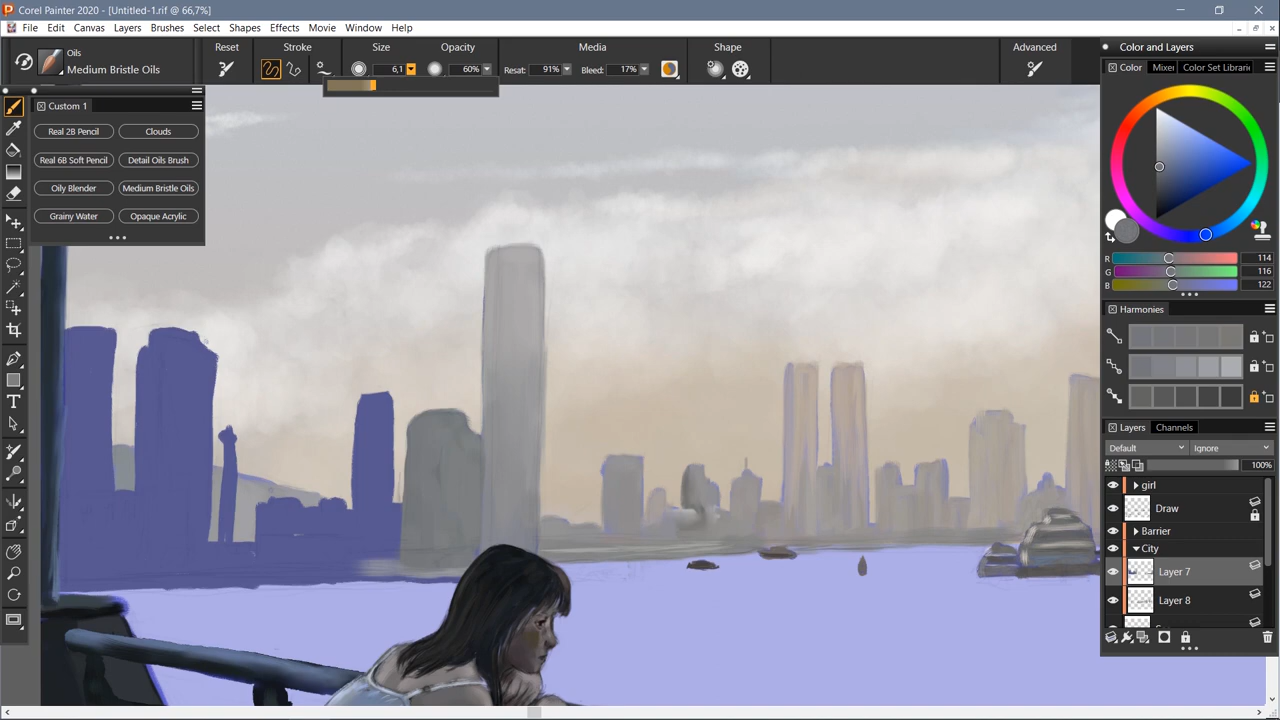 Corel Painter 2020 - [Untitled-1.rif @ 66,7%]
File Edit Canvas Layers Brushes Select Shapes Effects Movie Window Help
Oils
Medium Bristle Oils
Reset Stroke Size Opacity Media Shape Advanced
6,1 60% Resat: 91% Bleed: 17%
Color and Layers
Color Mixer Color Set Librari
Custom 1
Real 2B Pencil Clouds
Real 6B Soft Pencil Detail Oils Brush
Oily Blender Medium Bristle Oils
Grainy Water Opaque Acrylic
R 114
G 116
B 122
Harmonies
Layers Channels
Default Ignore
100%
girl
Draw
Barrier
City
Layer 7
Layer 8